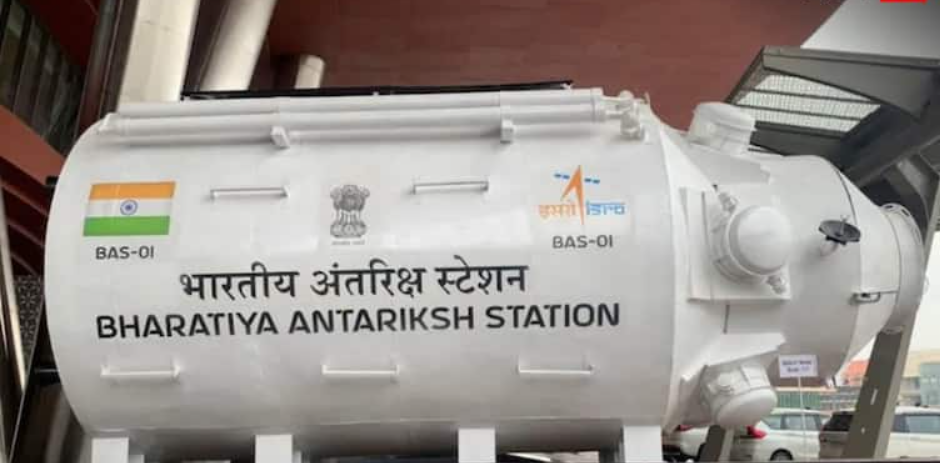 BAS-01
इसरो isro
BAS-01
भारतीय अंतरिक्ष स्टेशन
BHARATIYA ANTARIKSH STATION